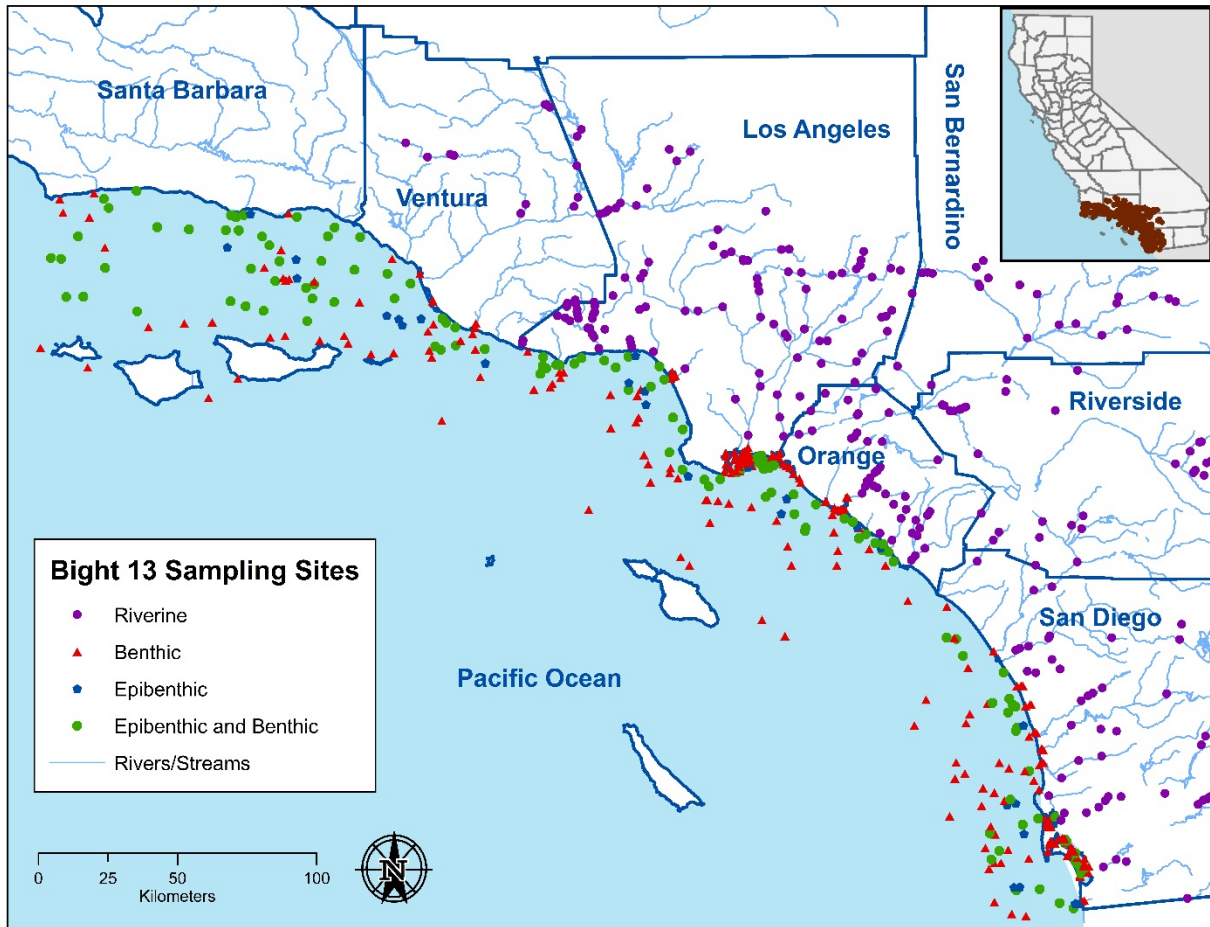 Santa Barbara
Ventura
Los Angeles
San Bernardino
Riverside
Orange
San Diego
Pacific Ocean
Bight 13 Sampling Sites
Riverine
Benthic
Epibenthic
Epibenthic and Benthic
Rivers/Streams
0 25 50 100
Kilometers
N